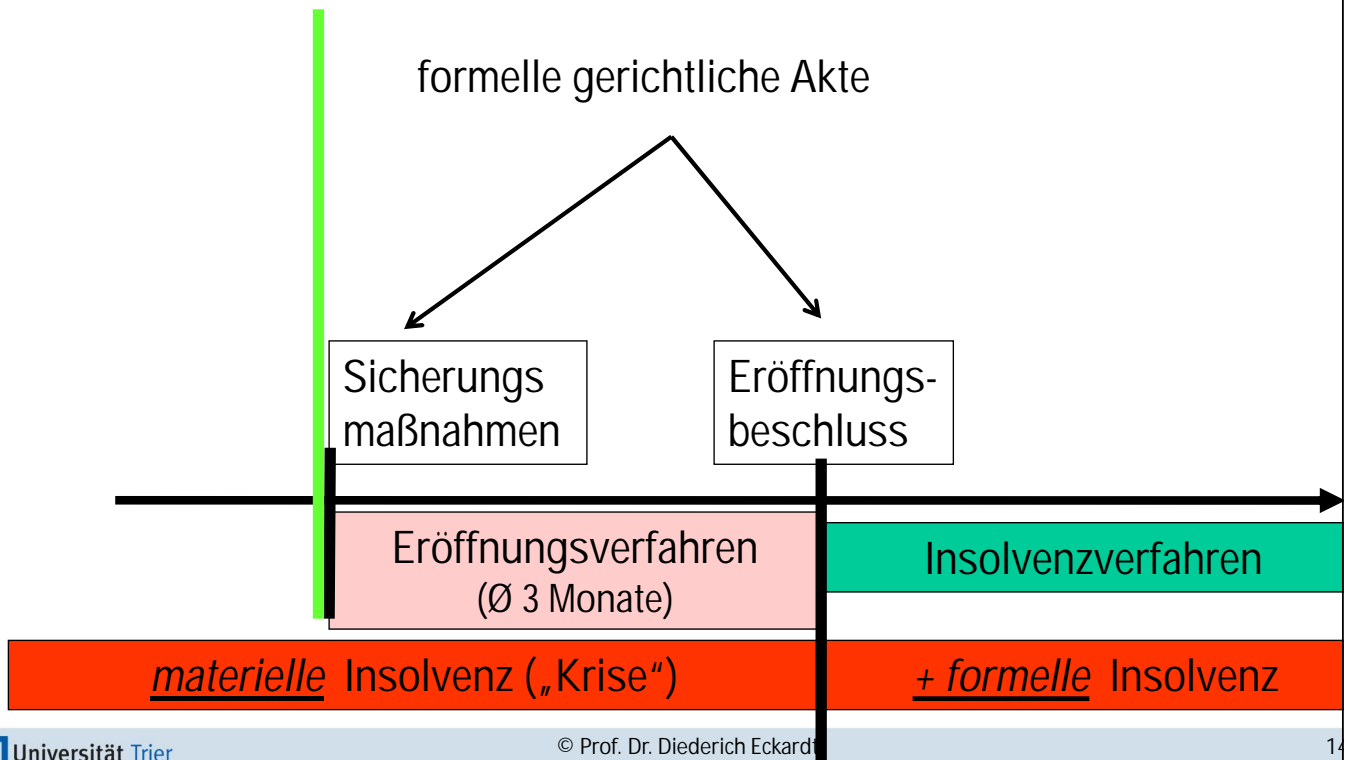 formelle gerichtliche Akte
Sicherungs
maßnahmen
Eröffnungs-
beschluss
Eröffnungsverfahren
(Ø 3 Monate)
Insolvenzverfahren
materielle Insolvenz („Krise“)
+ formelle Insolvenz
Universität Trier
© Prof. Dr. Diederich Eckardt
14